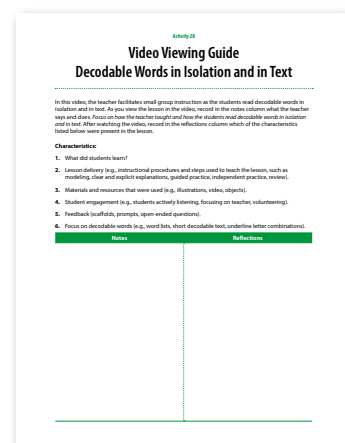 Activity 28
Video Viewing Guide
Decodable Words in Isolation and in Text
In this video, the teacher facilitates small group instruction as the students read decodable words in
isolation and in text. As you view the lesson in the video, record in the notes column what the teacher
says and does. Focus on how the teacher taught and how the students read decodable words in isolation
and in text. After watching the video, record in the reflections column which of the characteristics
listed below were present in the lesson.
Characteristics:
1. What did students learn?
2. Lesson delivery (e.g., instructional procedures and steps used to teach the lesson, such as
modeling, clear and explicit explanations, guided practice, independent practice, review).
3. Materials and resources that were used (e.g., illustrations, video, objects).
4. Student engagement (e.g., students actively listening, focusing on teacher, volunteering).
5. Feedback (scaffolds, prompts, open-ended questions).
6. Focus on decodable words (e.g., word lists, short decodable text, underline letter combinations).
Notes Reflections